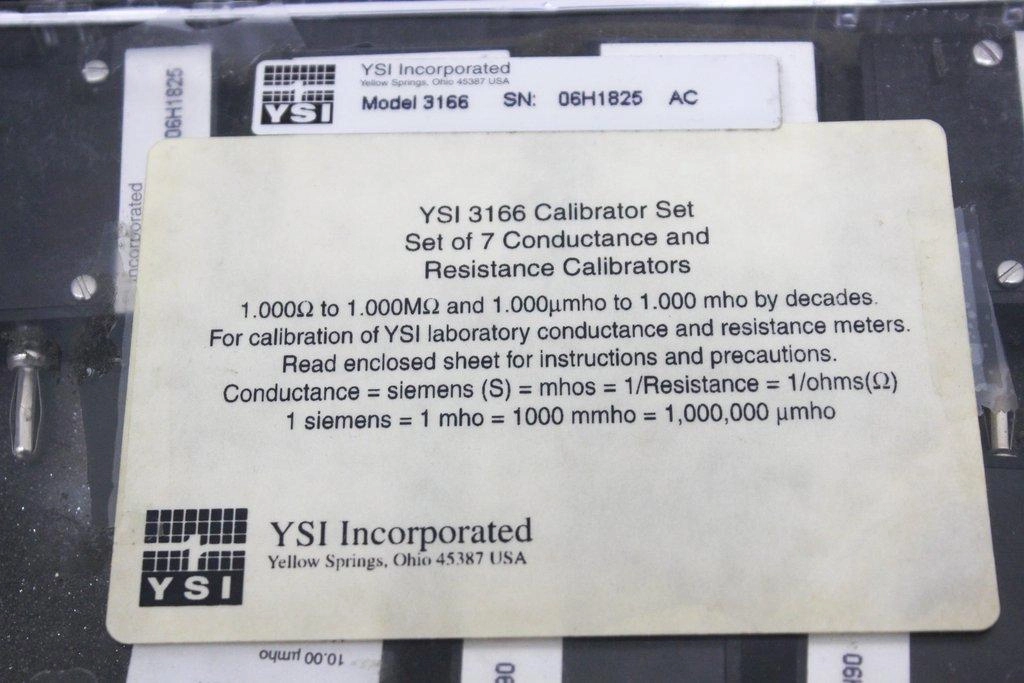 06H1825
incorporated
YSI
YSI Incorporated
Yellow Springs, Ohio 45387 USA
Model 3166 SN: 06H1825 AC
YSI 3166 Calibrator Set
Set of 7 Conductance and
Resistance Calibrators
1.000Ω to 1.000MΩ and 1.000µmho to 1.000 mho by decades.
For calibration of YSI laboratory conductance and resistance meters.
Read enclosed sheet for instructions and precautions.
Conductance = siemens (S) = mhos = 1/Resistance = 1/ohms(Ω)
1 siemens = 1 mho = 1000 mmho = 1,000,000 µmho
YSI
YSI Incorporated
Yellow Springs, Ohio 45387 USA
10.00 µmho